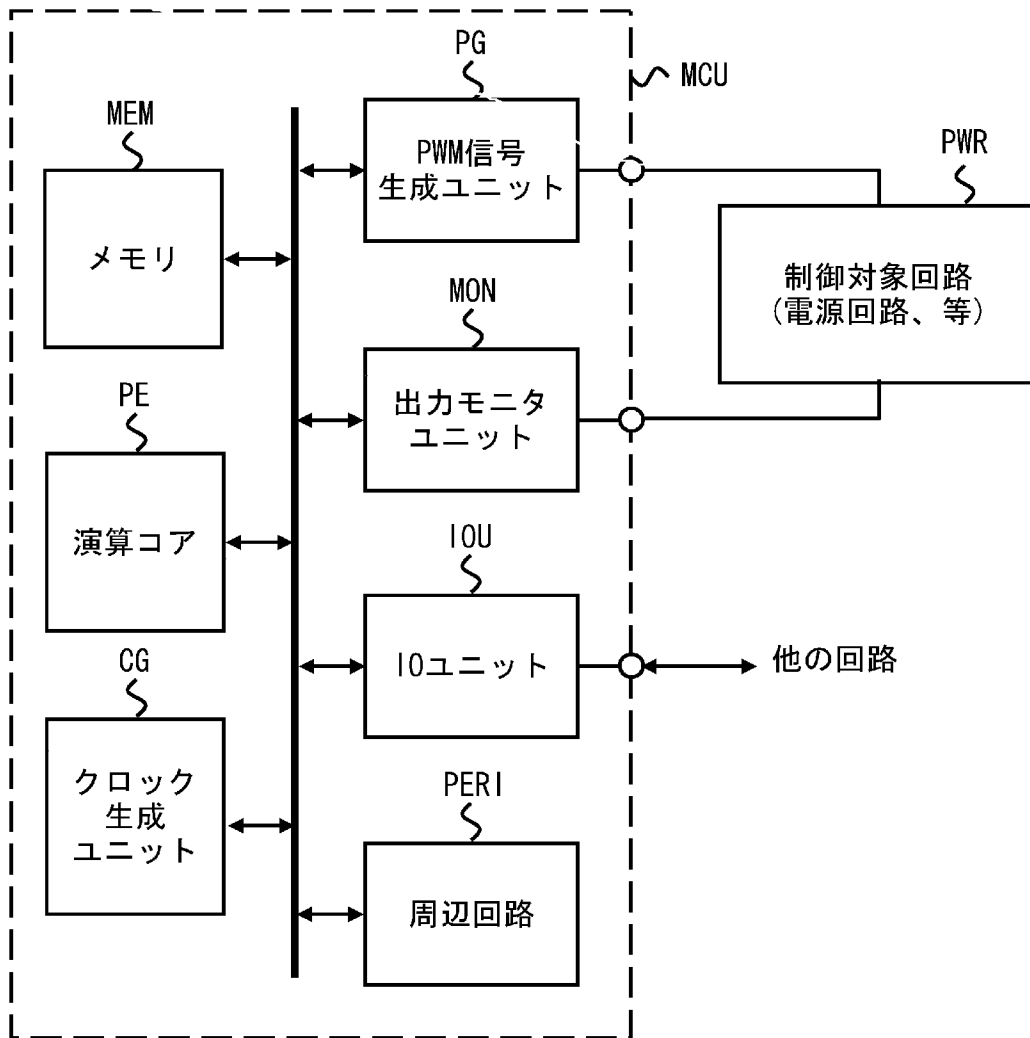 PG
MCU
MEM
PWM信号
生成ユニット
PWR
メモリ
制御対象回路
(電源回路、等)
MON
PE
出力モニタ
ユニット
演算コア
IOU
CG
IOユニット
他の回路
クロック
生成
ユニット
PERI
周辺回路